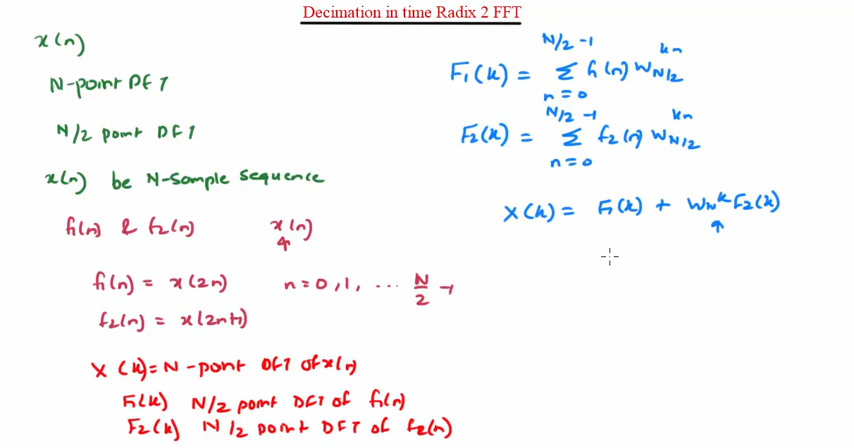 Decimation in time Radix 2 FFT
x(n)
N-point DFT
N/2 point DFT
x(n) be N-Sample sequence
f1(n) & f2(n) x(n)
f1(n) = x(2n) n=0,1, ... N/2 -1
f2(n) = x(2n+1)
X(k)= N-point DFT of x(n)
F1(k) N/2 point DFT of f1(n)
F2(k) N/2 point DFT of f2(n)
F1(k) = Σ_{n=0}^{N/2-1} f1(n) W_{N/2}^{kn}
F2(k) = Σ_{n=0}^{N/2-1} f2(n) W_{N/2}^{kn}
X(k) = F1(k) + W_N^k F2(k)